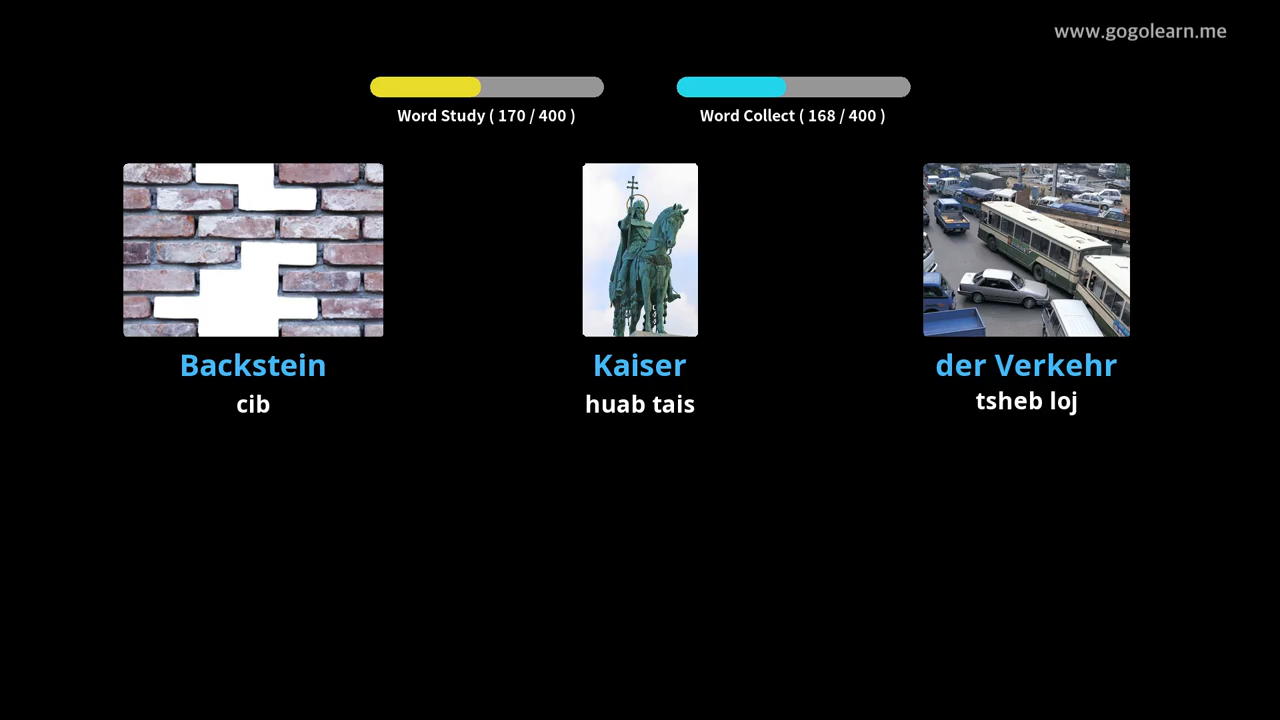 www.gogolearn.me
Word Study ( 170 / 400 )
Word Collect ( 168 / 400 )
Backstein
cib
Kaiser
huab tais
der Verkehr
tsheb loj